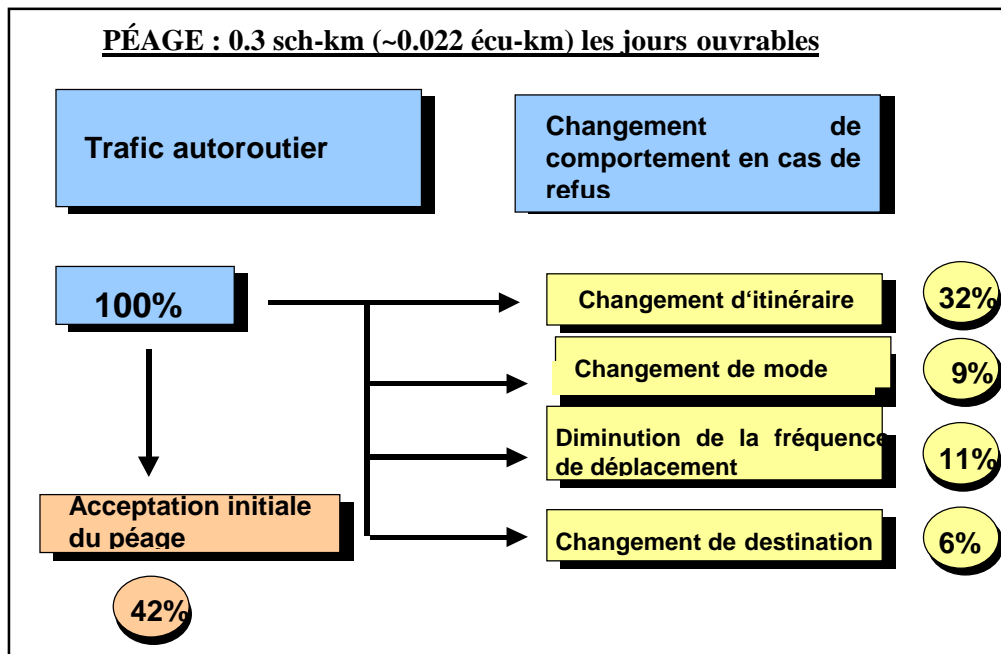 PÉAGE : 0.3 sch-km (~0.022 écu-km) les jours ouvrables
Trafic autoroutier
Changement de
comportement en cas de
refus
100%
Changement d‘itinéraire
32%
Changement de mode
9%
Diminution de la fréquence
de déplacement
11%
Acceptation initiale
du péage
Changement de destination
6%
42%